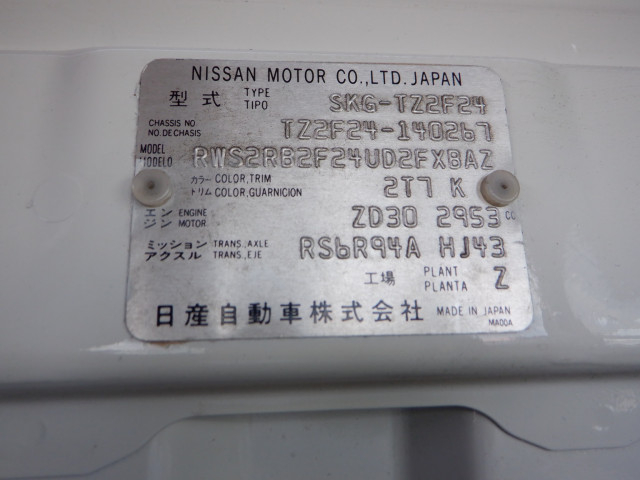 NISSAN MOTOR CO.,LTD. JAPAN
型式 TYPE TIPO SKG-TZ2F24
CHASSIS NO NO. DE CHASIS TZ2F24-140267
MODEL MODELO RWS2RB2F24UD2FXBAZ
カラー COLOR,TRIM トリム COLOR,GUARNICION 2T7 K
エンジン ENGINE MOTOR ZD30 2953 CC
ミッション アクスル TRANS.,AXLE TRANS.,EJE RS6R94A HJ43
工場 PLANT PLANTA Z
日産自動車株式会社 MADE IN JAPAN
MA00A